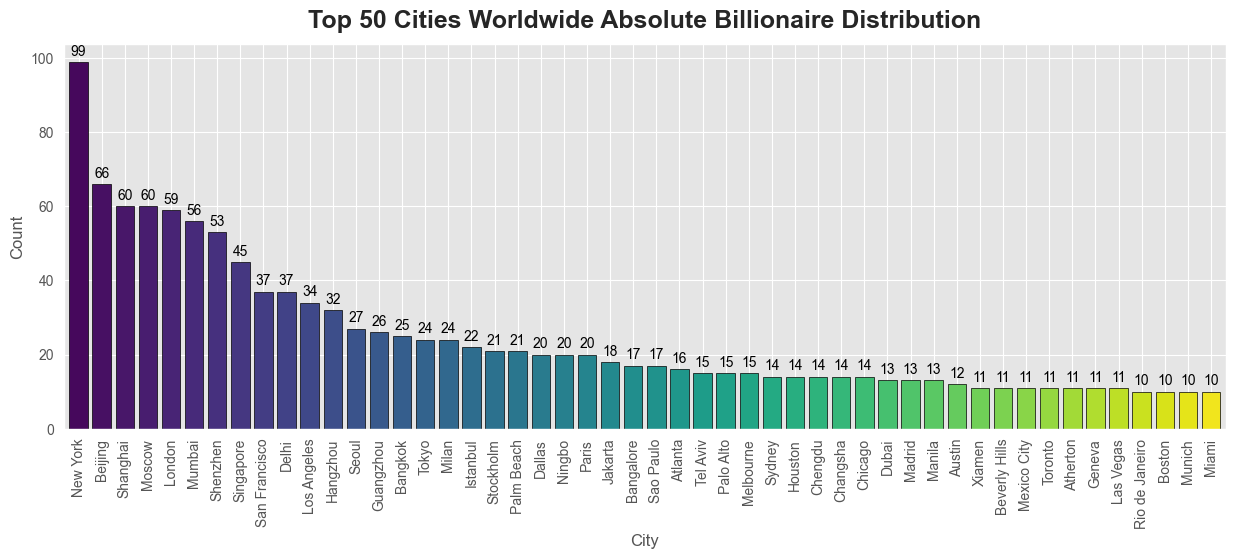 Top 50 Cities Worldwide Absolute Billionaire Distribution
100
80
60
40
20
0
Count
99
66
60
60
59
56
53
45
37
37
34
32
27
26
25
24
24
22
21
21
20
20
20
18
17
17
16
15
15
15
14
14
14
14
14
13
13
13
12
11
11
11
11
11
11
11
10
10
10
10
New York
Beijing
Shanghai
Moscow
London
Mumbai
Shenzhen
Singapore
San Francisco
Delhi
Los Angeles
Hangzhou
Seoul
Guangzhou
Bangkok
Tokyo
Milan
Istanbul
Stockholm
Palm Beach
Dallas
Ningbo
Paris
Jakarta
Bangalore
Sao Paulo
Atlanta
Tel Aviv
Palo Alto
Melbourne
Sydney
Houston
Chengdu
Changsha
Chicago
Dubai
Madrid
Manila
Austin
Xiamen
Beverly Hills
Mexico City
Toronto
Atherton
Geneva
Las Vegas
Rio de Janeiro
Boston
Munich
Miami
City